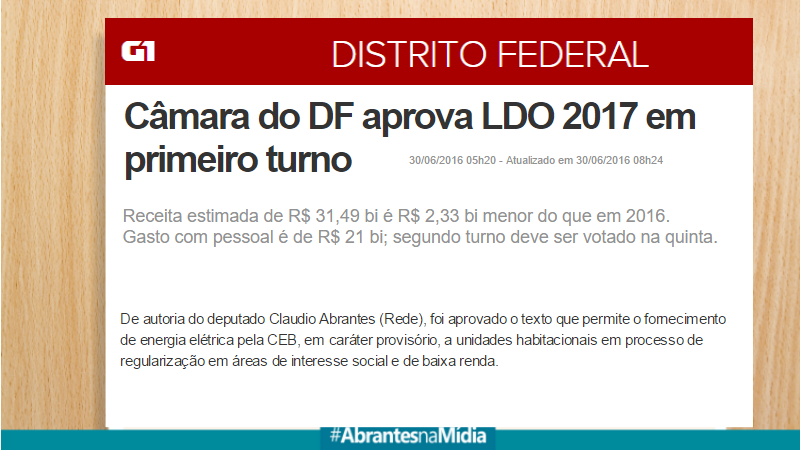 G1
DISTRITO FEDERAL
Câmara do DF aprova LDO 2017 em
primeiro turno
30/06/2016 05h20 - Atualizado em 30/06/2016 08h24
Receita estimada de R$ 31,49 bi é R$ 2,33 bi menor do que em 2016.
Gasto com pessoal é de R$ 21 bi; segundo turno deve ser votado na quinta.
De autoria do deputado Claudio Abrantes (Rede), foi aprovado o texto que permite o fornecimento
de energia elétrica pela CEB, em caráter provisório, a unidades habitacionais em processo de
regularização em áreas de interesse social e de baixa renda.
#AbrantesnaMídia